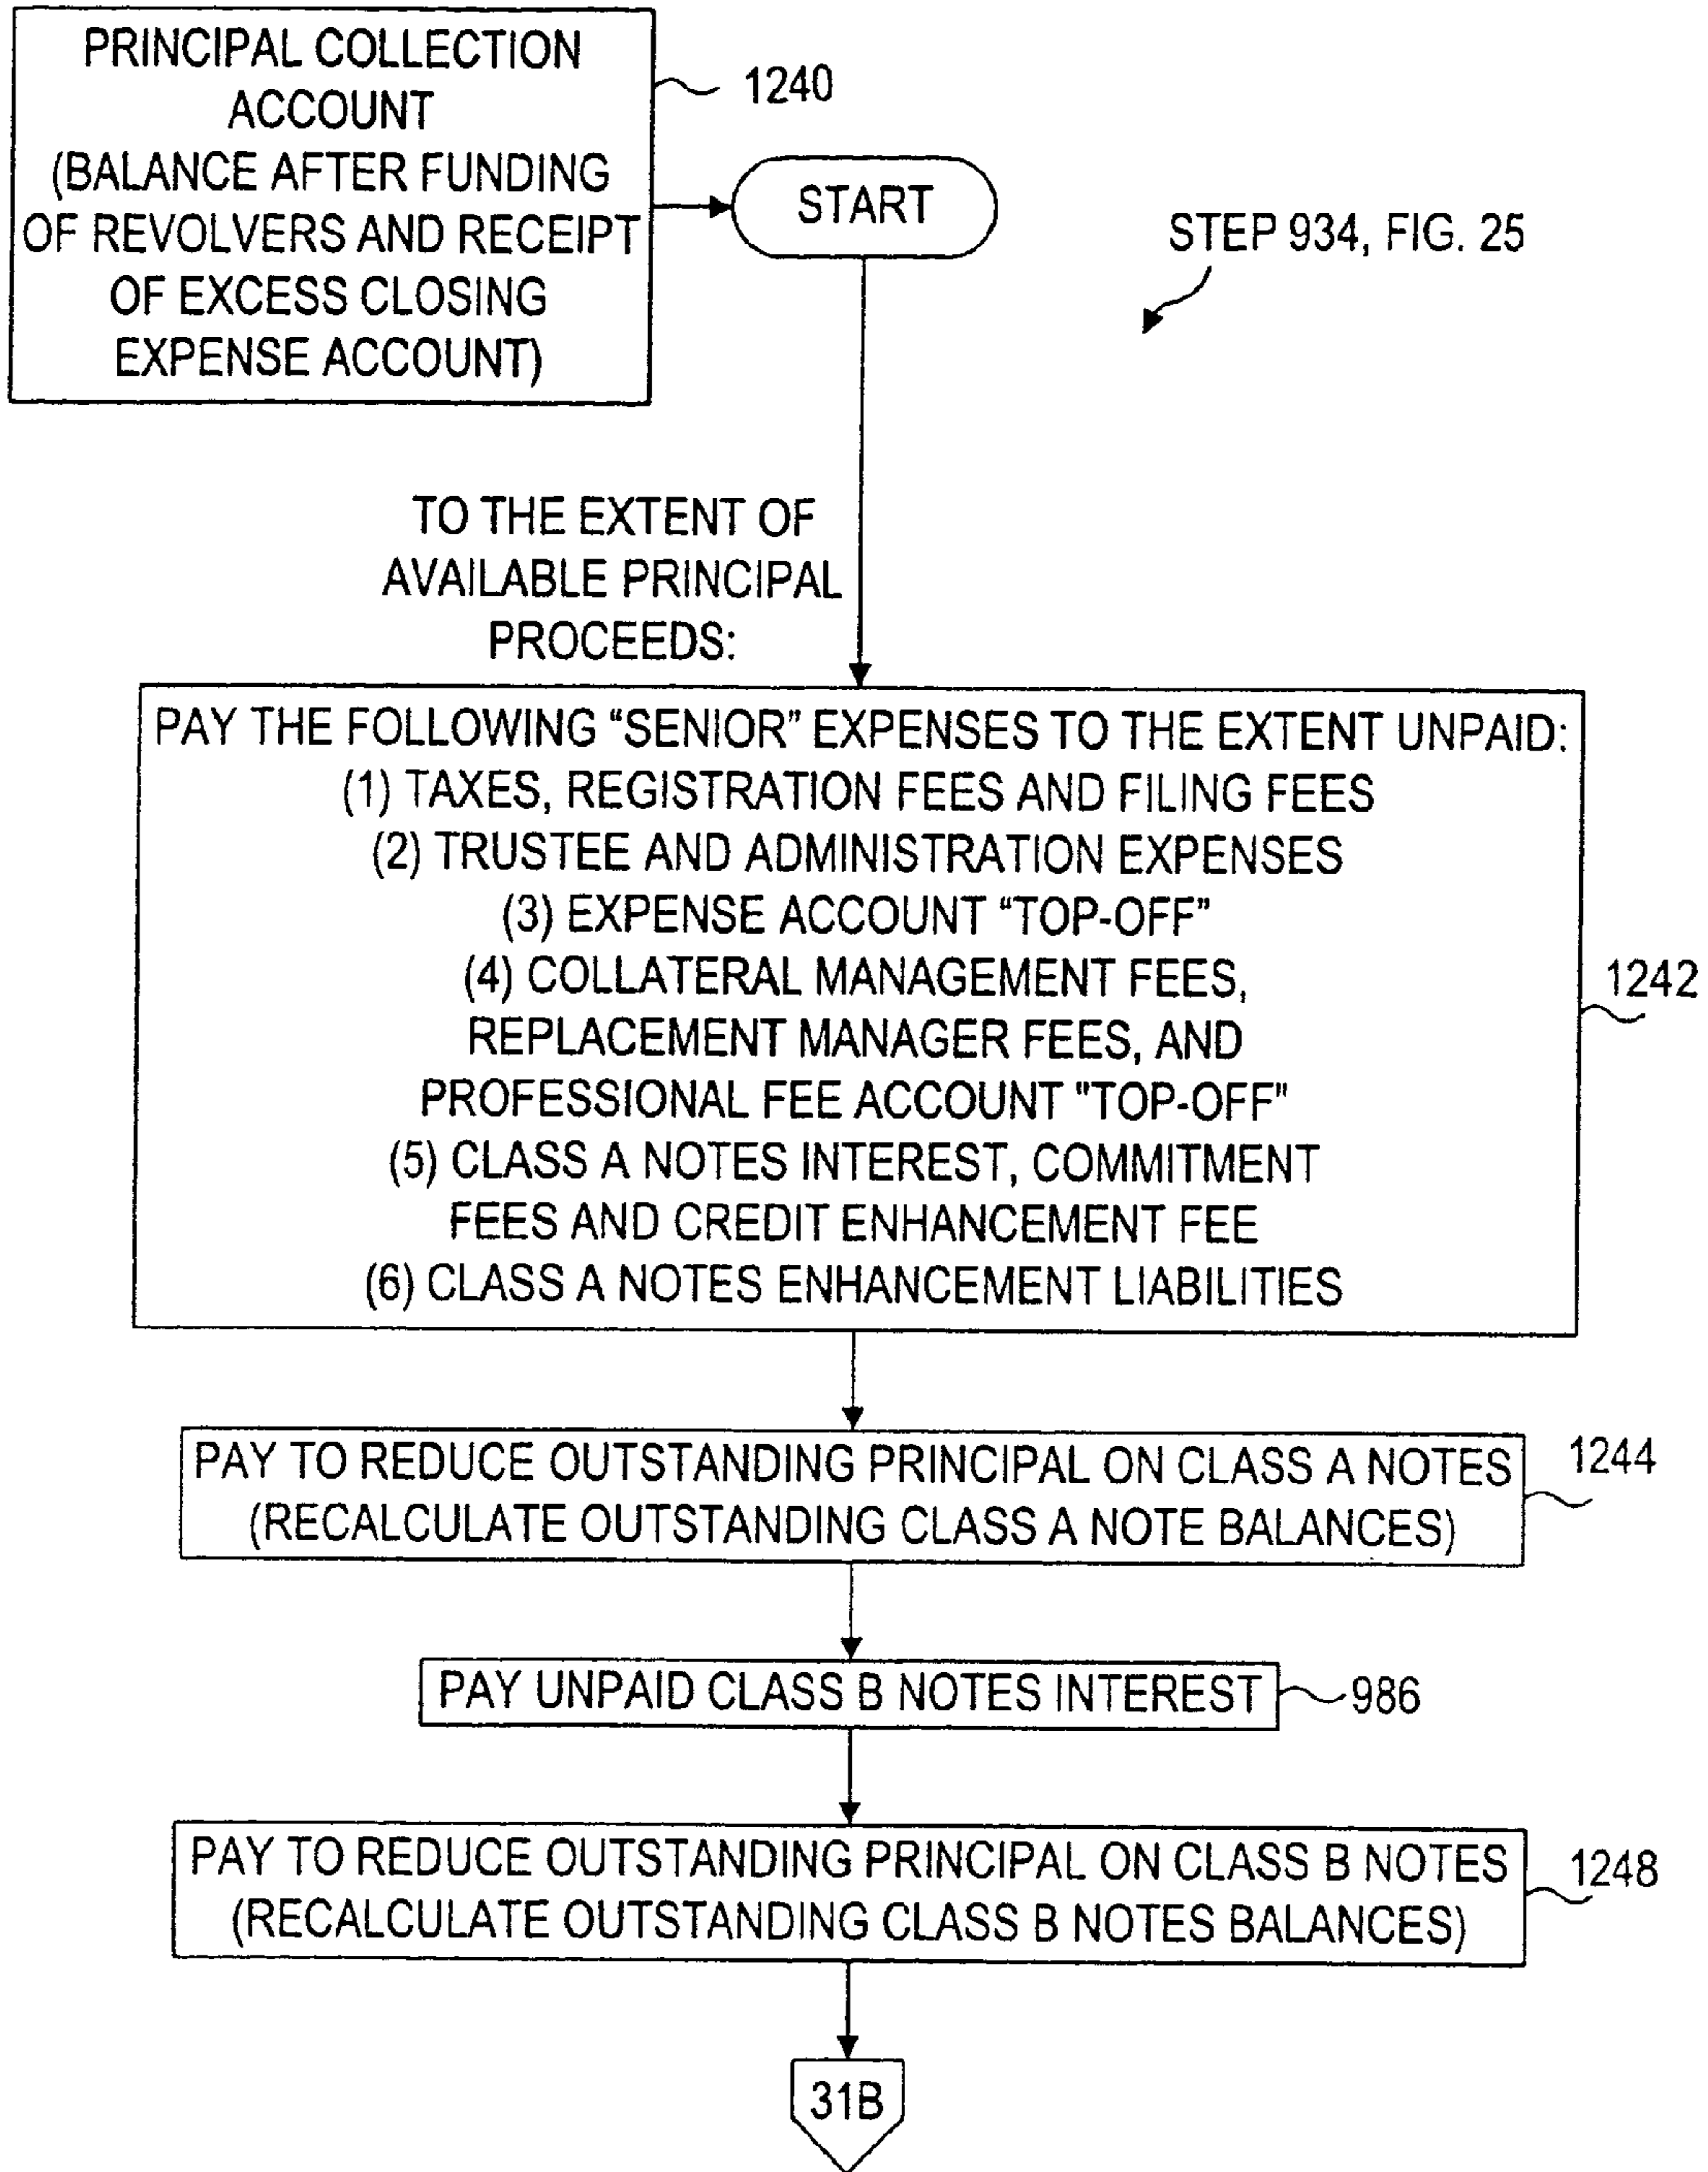 PRINCIPAL COLLECTION
ACCOUNT
(BALANCE AFTER FUNDING
OF REVOLVERS AND RECEIPT
OF EXCESS CLOSING
EXPENSE ACCOUNT)
1240
START
STEP 934, FIG. 25
TO THE EXTENT OF
AVAILABLE PRINCIPAL
PROCEEDS:
PAY THE FOLLOWING “SENIOR” EXPENSES TO THE EXTENT UNPAID:
(1) TAXES, REGISTRATION FEES AND FILING FEES
(2) TRUSTEE AND ADMINISTRATION EXPENSES
(3) EXPENSE ACCOUNT “TOP-OFF”
(4) COLLATERAL MANAGEMENT FEES,
REPLACEMENT MANAGER FEES, AND
PROFESSIONAL FEE ACCOUNT "TOP-OFF"
(5) CLASS A NOTES INTEREST, COMMITMENT
FEES AND CREDIT ENHANCEMENT FEE
(6) CLASS A NOTES ENHANCEMENT LIABILITIES
1242
PAY TO REDUCE OUTSTANDING PRINCIPAL ON CLASS A NOTES
(RECALCULATE OUTSTANDING CLASS A NOTE BALANCES)
1244
PAY UNPAID CLASS B NOTES INTEREST
986
PAY TO REDUCE OUTSTANDING PRINCIPAL ON CLASS B NOTES
(RECALCULATE OUTSTANDING CLASS B NOTES BALANCES)
1248
31B